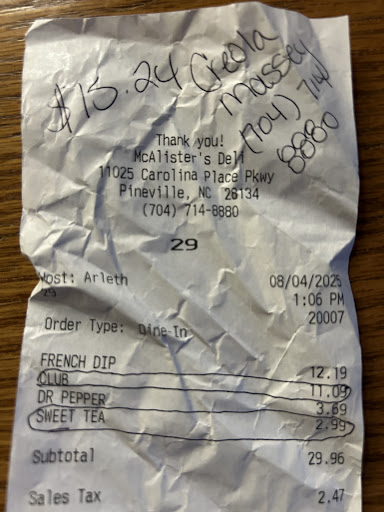 $15.24 Creola
Massey
(704) 714
8880
Thank you!
McAlister's Deli
11025 Carolina Place Pkwy
Pineville, NC 28134
(704) 714-8880
29
Host: Arleth 08/04/2025
29 1:06 PM
20007
Order Type: Dine-In
FRENCH DIP 12.19
CLUB 11.09
DR PEPPER 3.69
SWEET TEA 2.99
Subtotal 29.96
Sales Tax 2.47